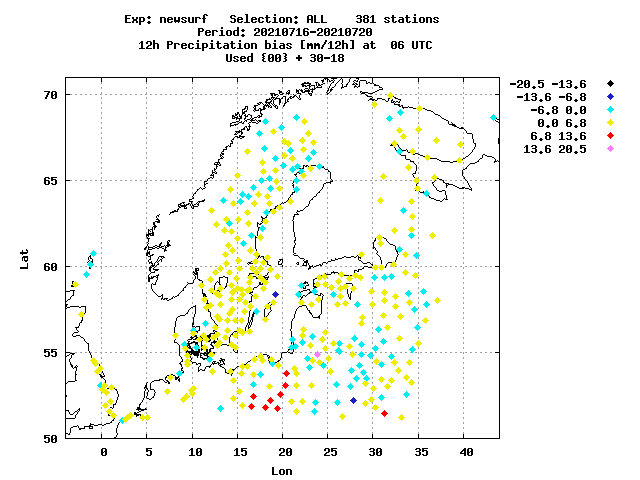 Exp: newsurf Selection: ALL 381 stations
Period: 20210716-20210720
12h Precipitation bias [mm/12h] at 06 UTC
Used {00} + 30-18
-20.5 -13.6
-13.6 -6.8
-6.8 0.0
0.0 6.8
6.8 13.6
13.6 20.5
70
65
60
55
50
Lat
0 5 10 15 20 25 30 35 40
Lon